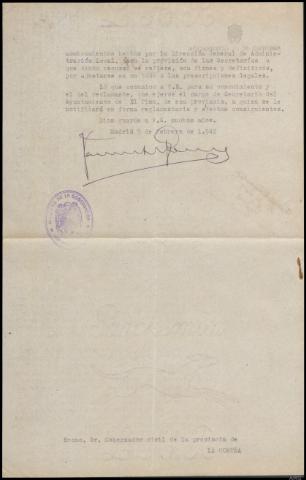 nombramientos hechos por la Dirección General de Adminis-
tración Local, para la provisión de las Secretarías a
que dicho recurso se refiere, son firmes y definitivos,
por ajustarse en un todo a las prescripciones legales.
Lo que comunico a V.E. para su conocimiento y
el del reclamante, que ejerce el cargo de Secretario del
Ayuntamiento de El Pino, de esa provincia, a quien se le
notificará en forma reglamentaria y efectos consiguientes.
Dios guarde a V.E. muchos años.
Madrid 5 de febrero de 1.942
Excmo. Sr. Gobernador civil de la provincia de
LA CORUÑA